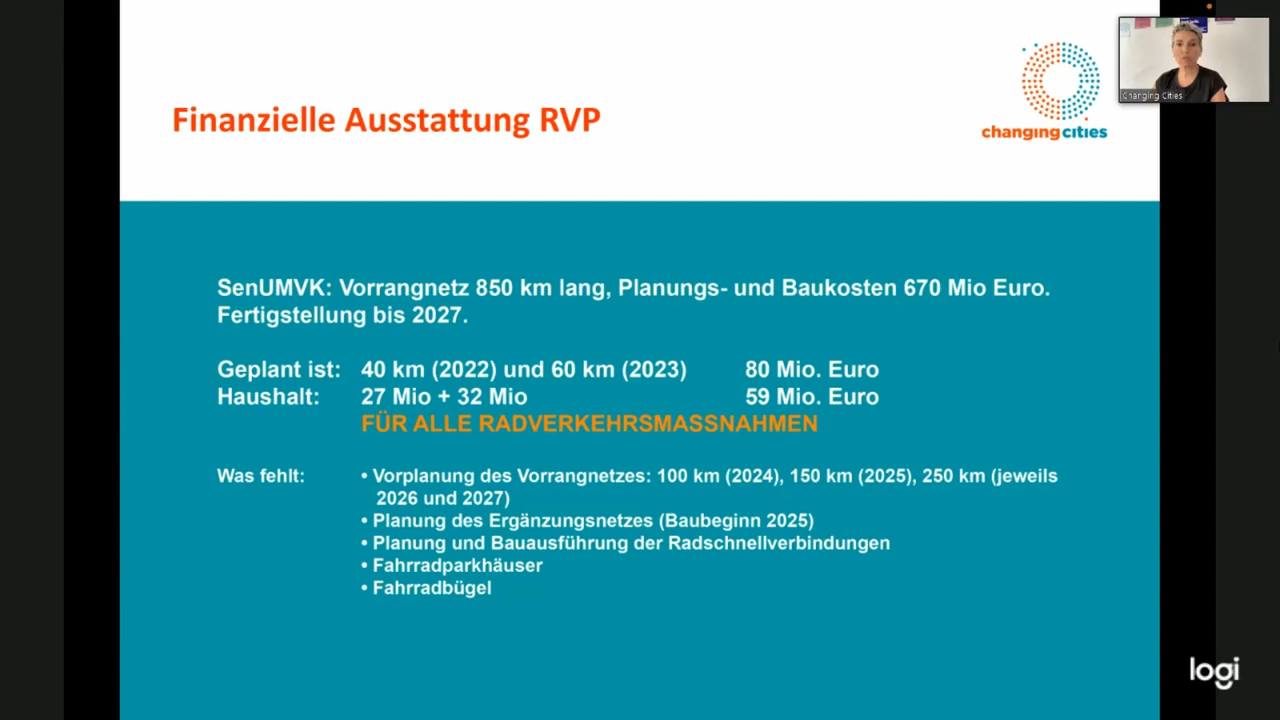 Finanzielle Ausstattung RVP
changingcities
Changing Cities
SenUMVK: Vorrangnetz 850 km lang, Planungs- und Baukosten 670 Mio Euro.
Fertigstellung bis 2027.
Geplant ist: 40 km (2022) und 60 km (2023) 80 Mio. Euro
Haushalt: 27 Mio + 32 Mio 59 Mio. Euro
FÜR ALLE RADVERKEHRSMASSNAHMEN
Was fehlt: • Vorplanung des Vorrangnetzes: 100 km (2024), 150 km (2025), 250 km (jeweils
2026 und 2027)
• Planung des Ergänzungsnetzes (Baubeginn 2025)
• Planung und Bauausführung der Radschnellverbindungen
• Fahrradparkhäuser
• Fahrradbügel
logi